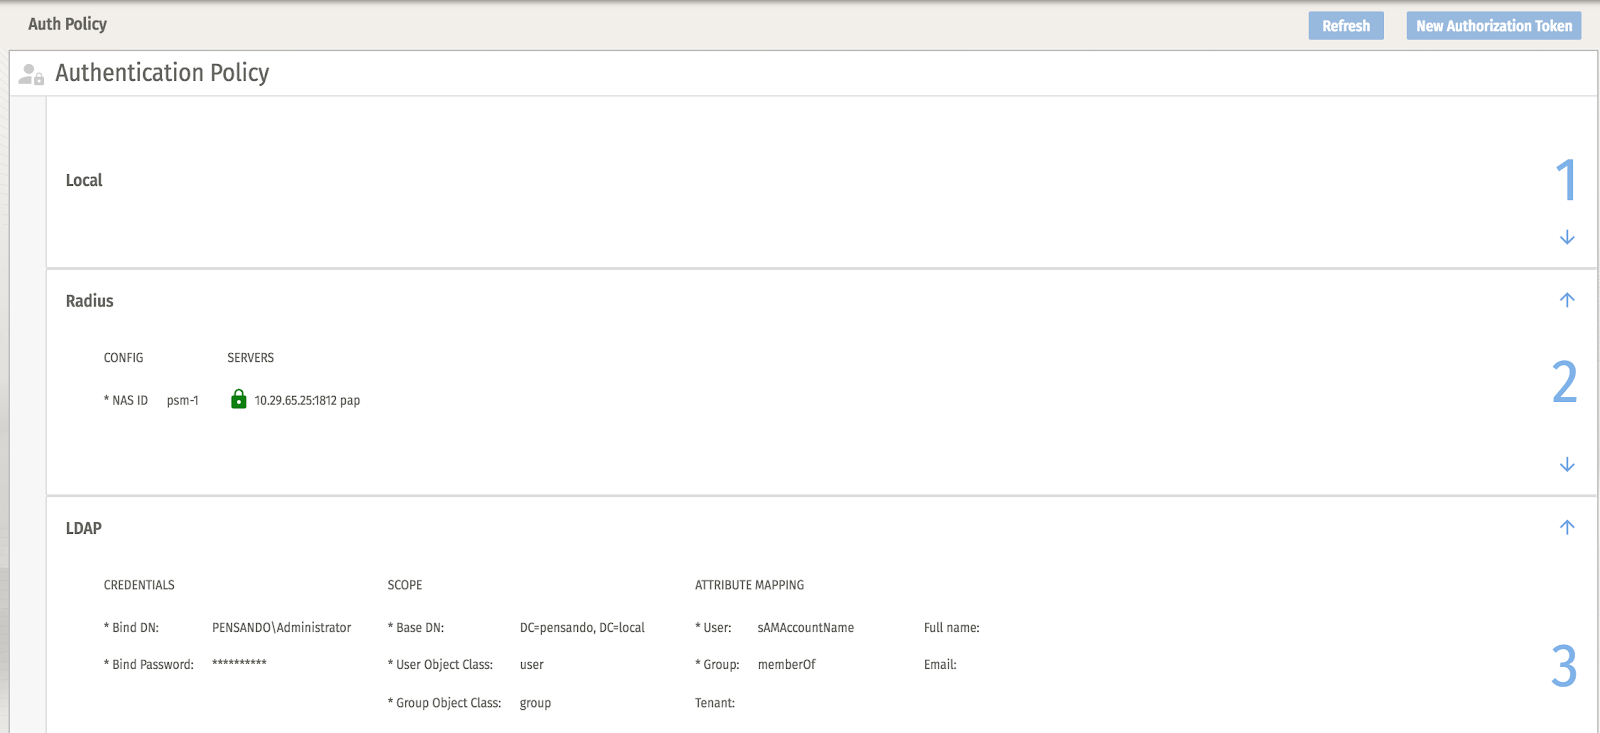 Auth Policy
Refresh
New Authorization Token
Authentication Policy
Local
1
Radius
CONFIG SERVERS
* NAS ID psm-1 10.29.65.25:1812 pap
2
LDAP
CREDENTIALS SCOPE ATTRIBUTE MAPPING
* Bind DN: PENSANDO\Administrator * Base DN: DC=pensando, DC=local * User: sAMAccountName Full name:
* Bind Password: ********** * User Object Class: user * Group: memberOf Email:
3
* Group Object Class: group Tenant: